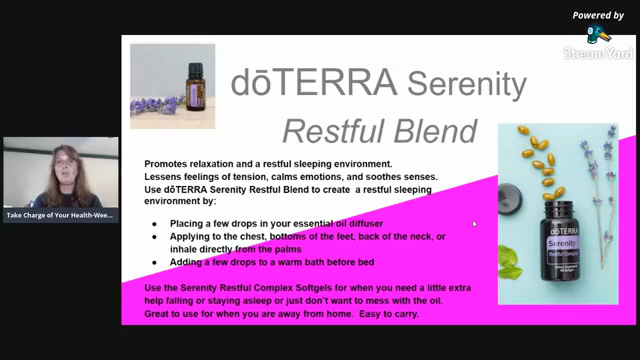 Powered by
StreamYard
dōTERRA Serenity
Restful Blend
Promotes relaxation and a restful sleeping environment.
Lessens feelings of tension, calms emotions, and soothes senses.
Use dōTERRA Serenity Restful Blend to create  a restful sleeping
environment by:
● Placing a few drops in your essential oil diffuser
● Applying to the chest, bottoms of the feet, back of the neck, or
inhale directly from the palms
● Adding a few drops to a warm bath before bed
Use the Serenity Restful Complex Softgels for when you need a little extra
help falling or staying asleep or just don't want to mess with the oil.
Great to use for when you are away from home.  Easy to carry.
dōTERRA
Serenity
Restful Complex
Take Charge of Your Health-Wee...